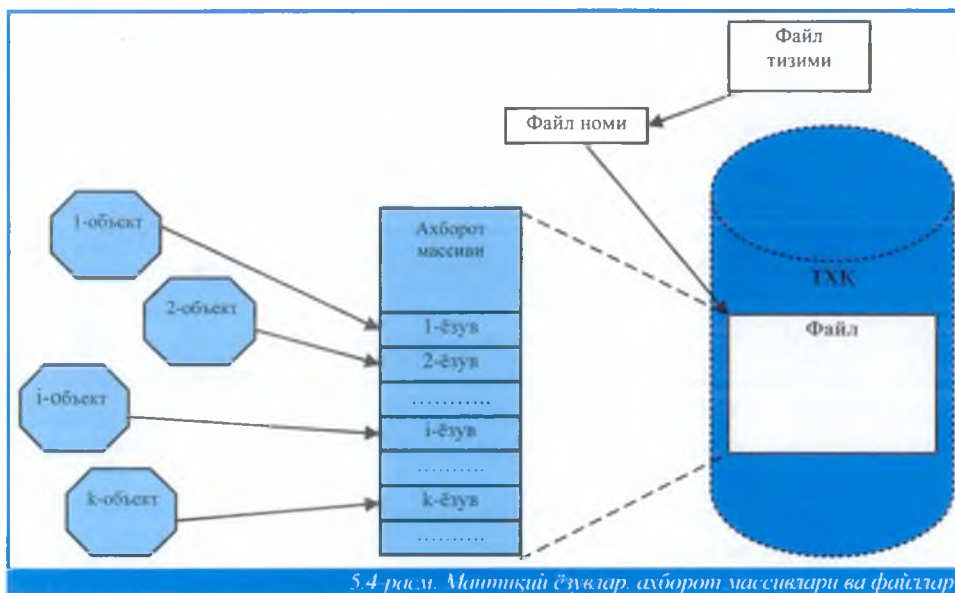 Файл
тизими
Файл номи
1-объект
2-объект
i-Объект
k-объект
Ахборот
массиви
1-ёзув
2-ёзув
...........
i-ёзув
..........
k-ёзув
..........
ТХК
Файл
5.4-расм. Мантиқий ёзувлар, ахборот массивлари ва файллар